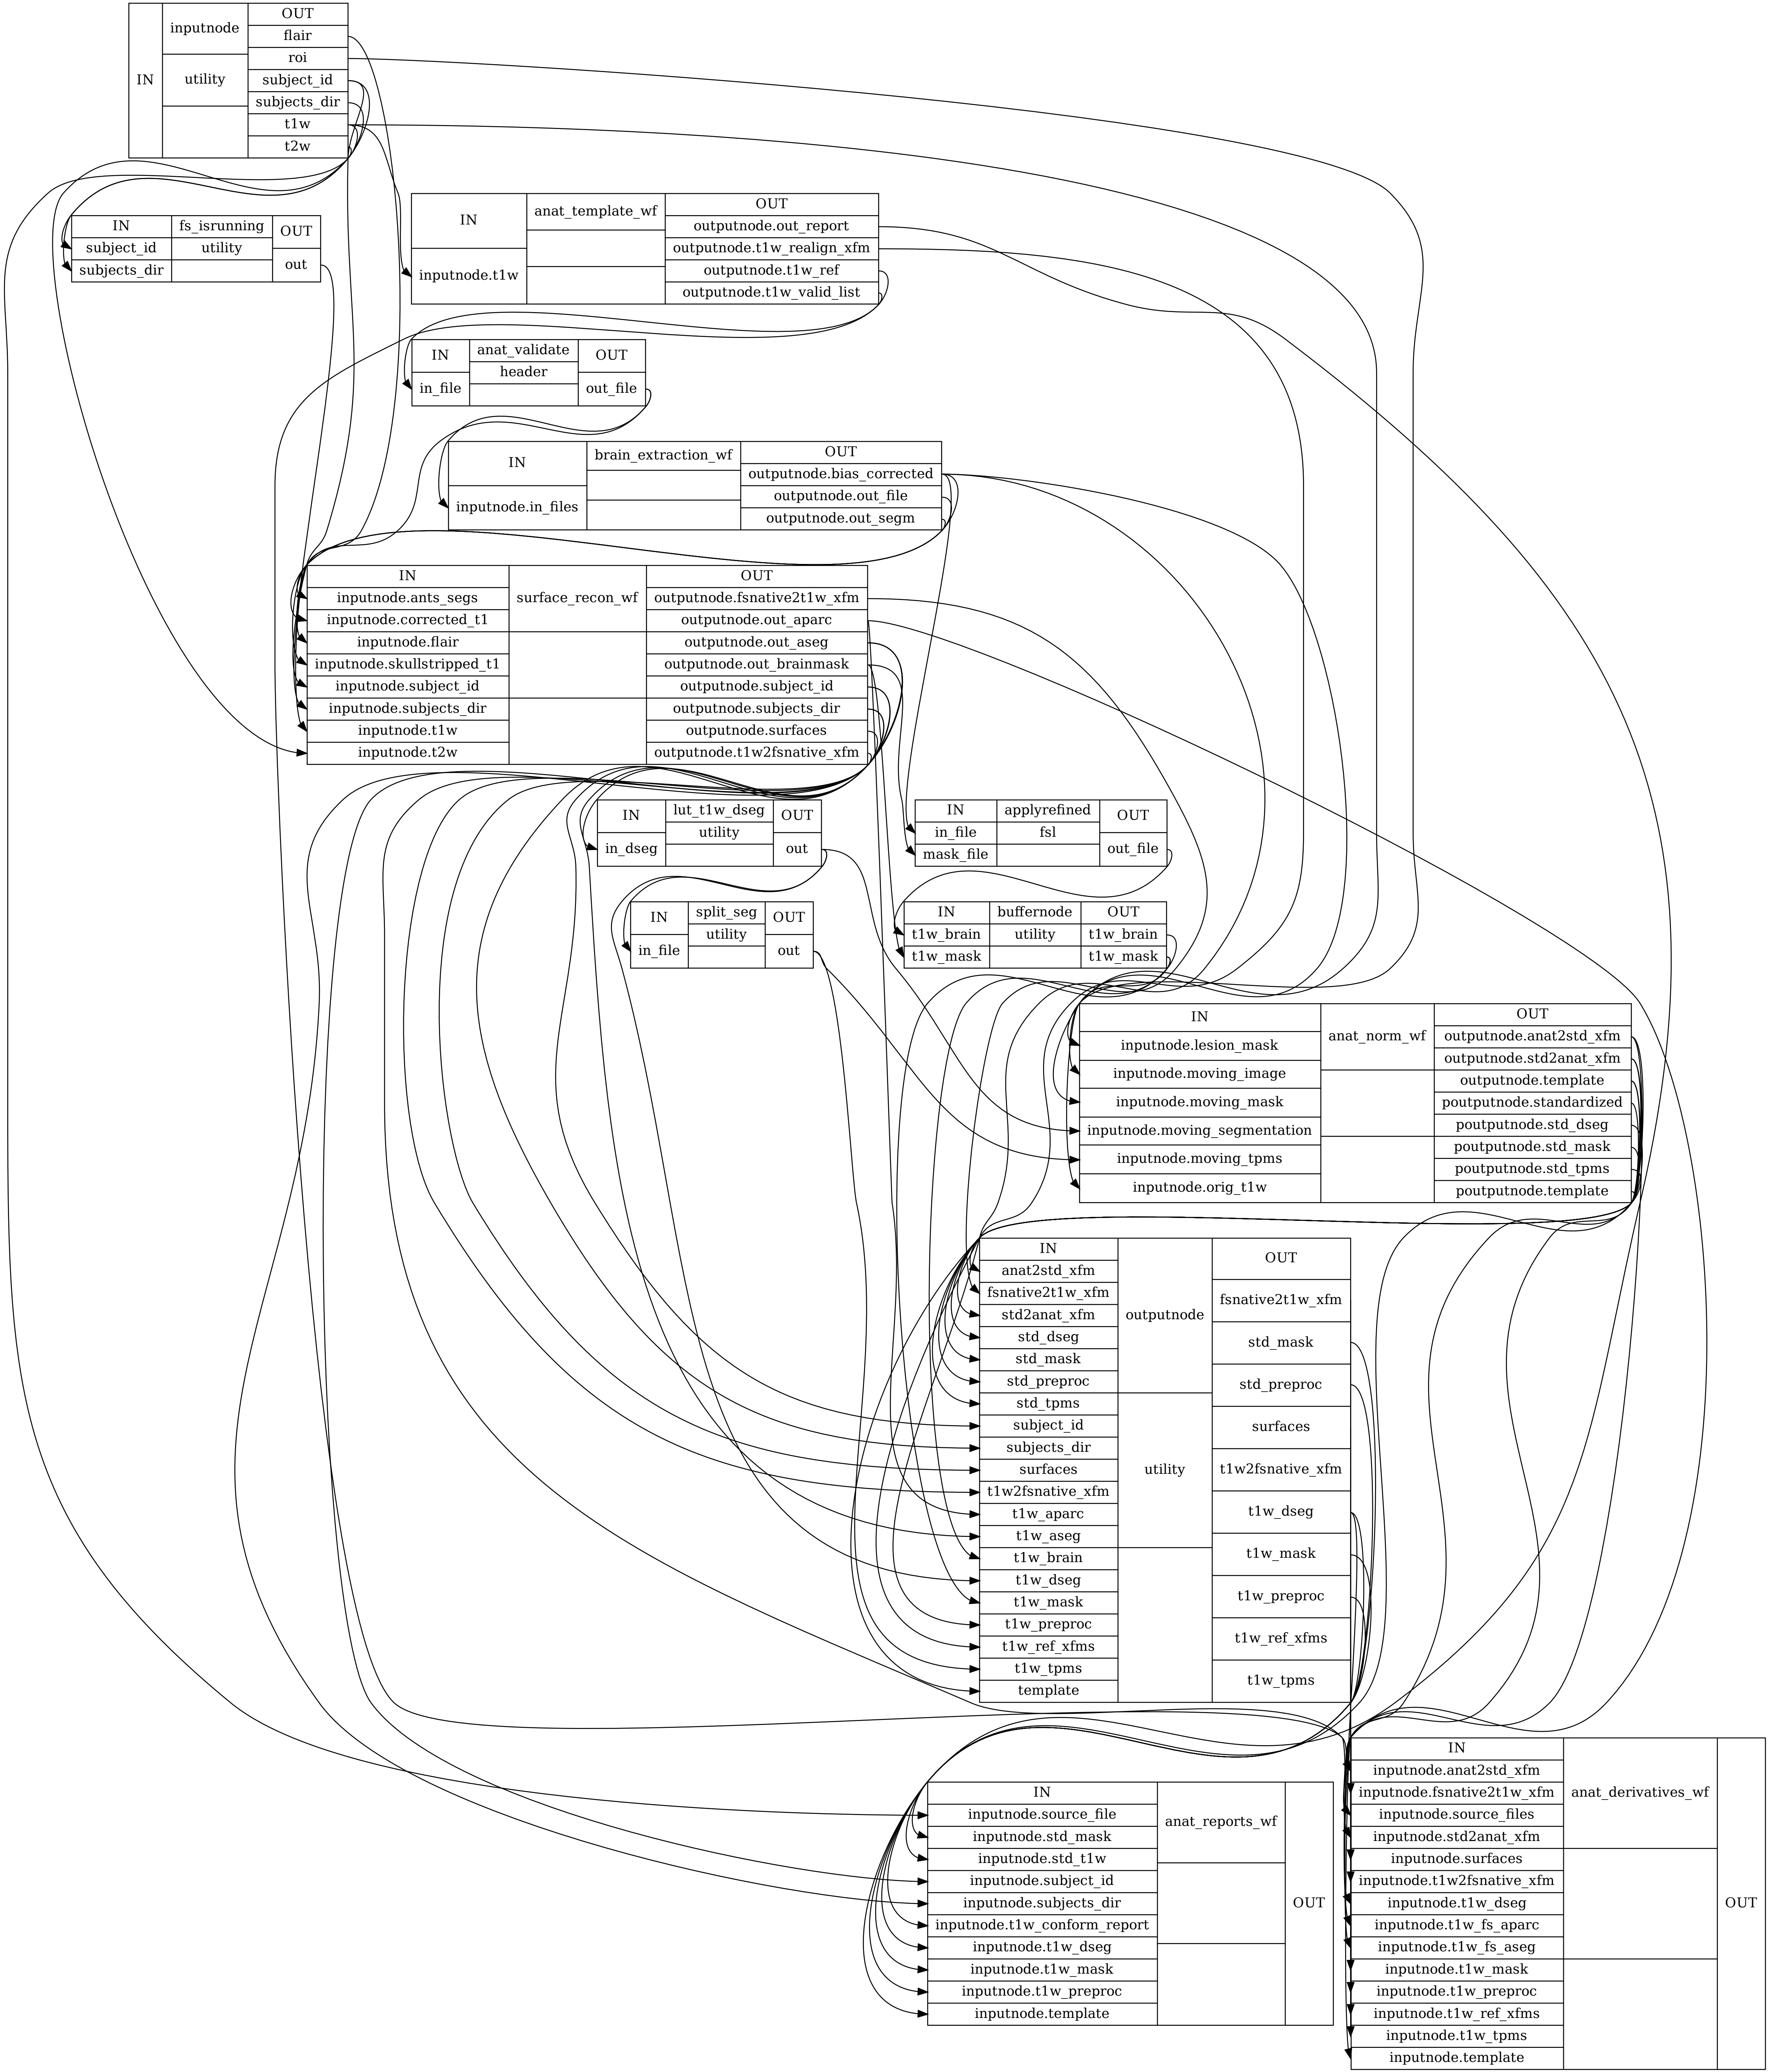 IN
inputnode
utility
OUT
flair
roi
subject_id
subjects_dir
t1w
t2w
IN
subject_id
subjects_dir
fs_isrunning
utility
OUT
out
IN
inputnode.t1w
anat_template_wf
OUT
outputnode.out_report
outputnode.t1w_realign_xfm
outputnode.t1w_ref
outputnode.t1w_valid_list
IN
in_file
anat_validate
header
OUT
out_file
IN
inputnode.in_files
brain_extraction_wf
OUT
outputnode.bias_corrected
outputnode.out_file
outputnode.out_segm
IN
inputnode.ants_segs
inputnode.corrected_t1
inputnode.flair
inputnode.skullstripped_t1
inputnode.subject_id
inputnode.subjects_dir
inputnode.t1w
inputnode.t2w
surface_recon_wf
OUT
outputnode.fsnative2t1w_xfm
outputnode.out_aparc
outputnode.out_aseg
outputnode.out_brainmask
outputnode.subject_id
outputnode.subjects_dir
outputnode.surfaces
outputnode.t1w2fsnative_xfm
IN
in_dseg
lut_t1w_dseg
utility
OUT
out
IN
in_file
mask_file
applyrefined
fsl
OUT
out_file
IN
in_file
split_seg
utility
OUT
out
IN
t1w_brain
t1w_mask
buffernode
utility
OUT
t1w_brain
t1w_mask
IN
inputnode.lesion_mask
inputnode.moving_image
inputnode.moving_mask
inputnode.moving_segmentation
inputnode.moving_tpms
inputnode.orig_t1w
anat_norm_wf
OUT
outputnode.anat2std_xfm
outputnode.std2anat_xfm
outputnode.template
poutputnode.standardized
poutputnode.std_dseg
poutputnode.std_mask
poutputnode.std_tpms
poutputnode.template
IN
anat2std_xfm
fsnative2t1w_xfm
std2anat_xfm
std_dseg
std_mask
std_preproc
std_tpms
subject_id
subjects_dir
surfaces
t1w2fsnative_xfm
t1w_aparc
t1w_aseg
t1w_brain
t1w_dseg
t1w_mask
t1w_preproc
t1w_ref_xfms
t1w_tpms
template
outputnode
utility
OUT
fsnative2t1w_xfm
std_mask
std_preproc
surfaces
t1w2fsnative_xfm
t1w_dseg
t1w_mask
t1w_preproc
t1w_ref_xfms
t1w_tpms
IN
inputnode.source_file
inputnode.std_mask
inputnode.std_t1w
inputnode.subject_id
inputnode.subjects_dir
inputnode.t1w_conform_report
inputnode.t1w_dseg
inputnode.t1w_mask
inputnode.t1w_preproc
inputnode.template
anat_reports_wf
OUT
IN
inputnode.anat2std_xfm
inputnode.fsnative2t1w_xfm
inputnode.source_files
inputnode.std2anat_xfm
inputnode.surfaces
inputnode.t1w2fsnative_xfm
inputnode.t1w_dseg
inputnode.t1w_fs_aparc
inputnode.t1w_fs_aseg
inputnode.t1w_mask
inputnode.t1w_preproc
inputnode.t1w_ref_xfms
inputnode.t1w_tpms
inputnode.template
anat_derivatives_wf
OUT